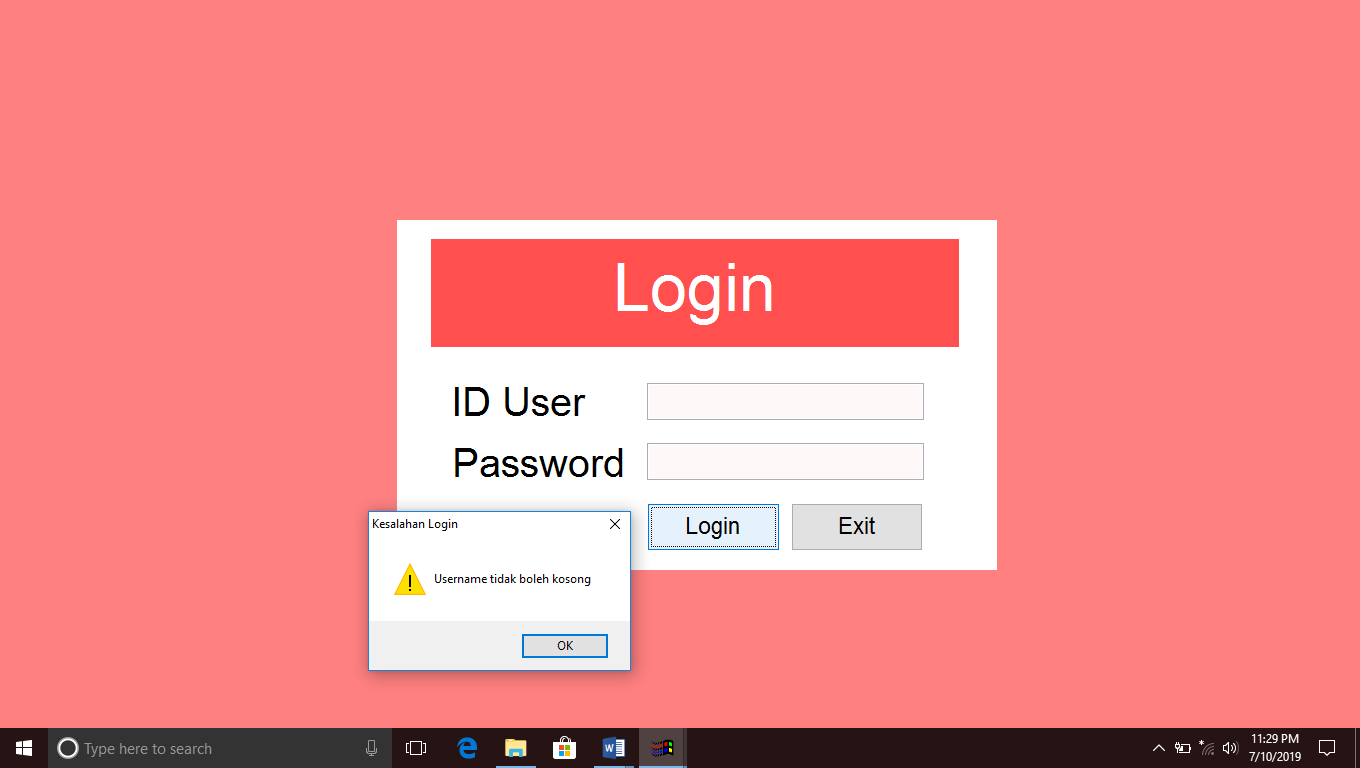 Login
ID User
Password
Login Exit
Kesalahan Login
Username tidak boleh kosong
OK
Type here to search
11:29 PM
7/10/2019